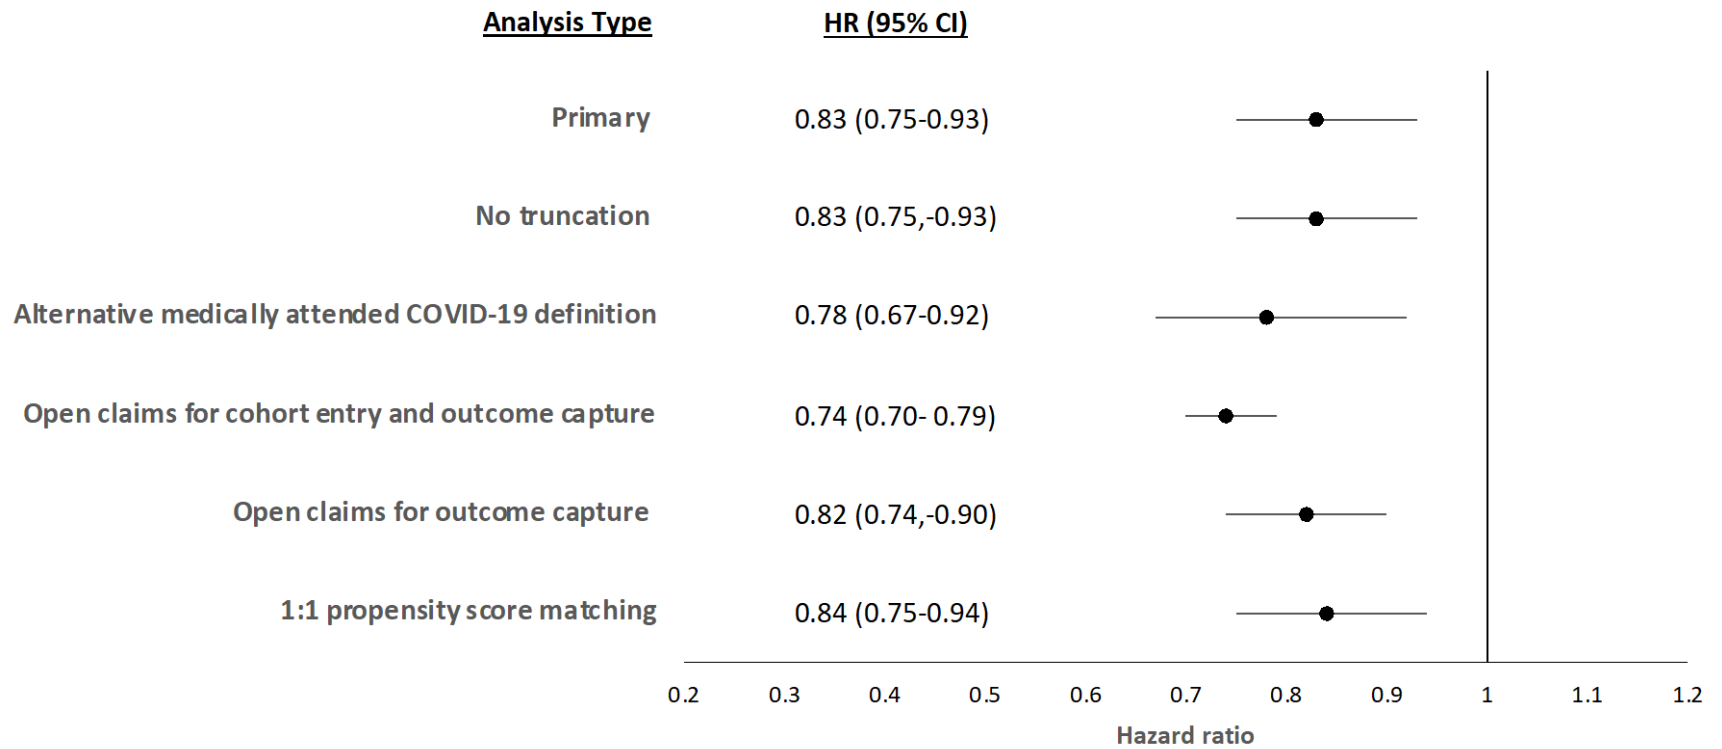 Analysis Type HR (95% CI)
Primary 0.83 (0.75-0.93)
No truncation 0.83 (0.75,-0.93)
Alternative medically attended COVID-19 definition 0.78 (0.67-0.92)
Open claims for cohort entry and outcome capture 0.74 (0.70- 0.79)
Open claims for outcome capture 0.82 (0.74,-0.90)
1:1 propensity score matching 0.84 (0.75-0.94)
0.2 0.3 0.4 0.5 0.6 0.7 0.8 0.9 1 1.1 1.2
Hazard ratio